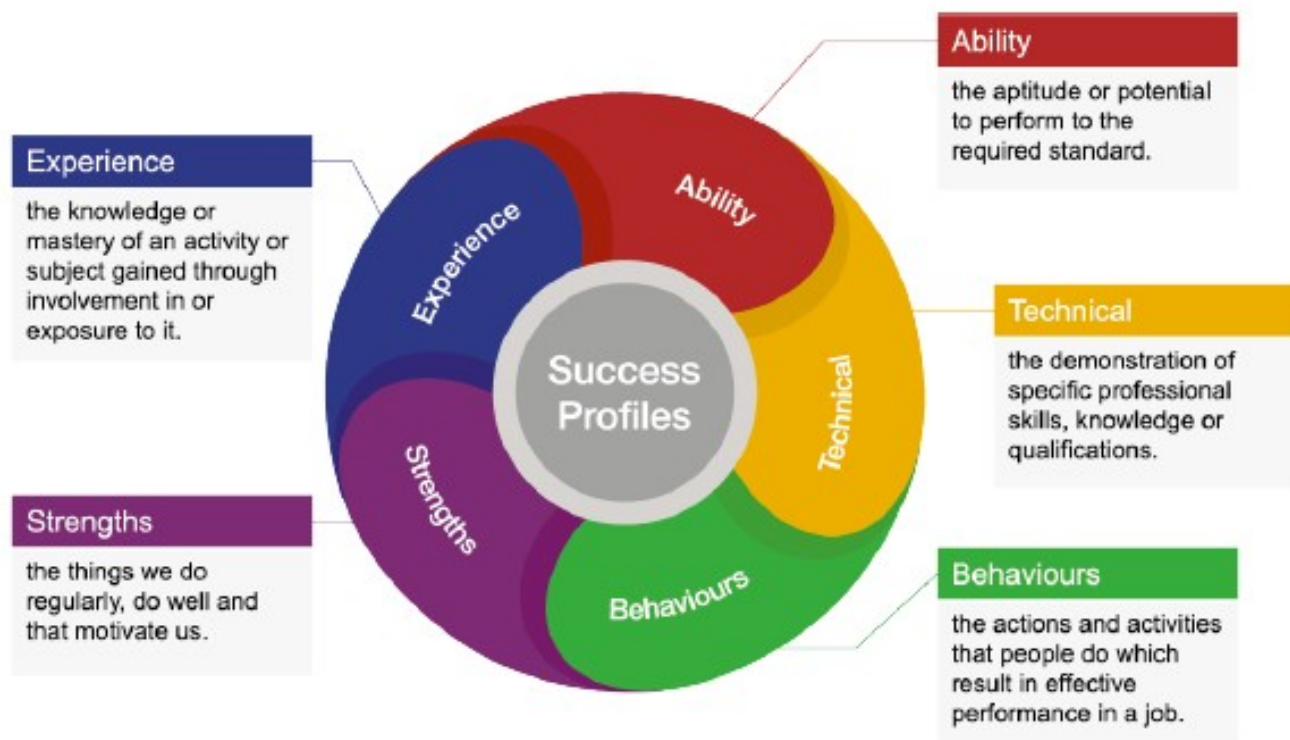 Ability
the aptitude or potential
to perform to the
required standard.
Experience
the knowledge or
mastery of an activity or
subject gained through
involvement in or
exposure to it.
Technical
the demonstration of
specific professional
skills, knowledge or
qualifications.
Strengths
the things we do
regularly, do well and
that motivate us.
Behaviours
the actions and activities
that people do which
result in effective
performance in a job.
Ability
Experience
Success
Profiles
Technical
Strengths
Behaviours